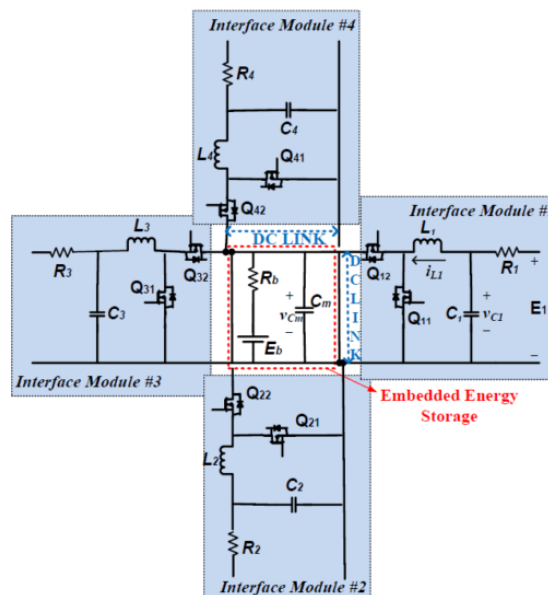 Interface Module #4
R4
C4
L4
Q41
Q42
DC LINK
Interface Module #
L3
R3
Q32
Q31
C3
Rb
Eb
+
vCm
−
Cm
DC LINK
Q12
L1
iL1
R1
Q11
C1
+
vC1
−
+
E1
−
Interface Module #3
Embedded Energy
Storage
Q22
Q21
L2
C2
R2
Interface Module#2